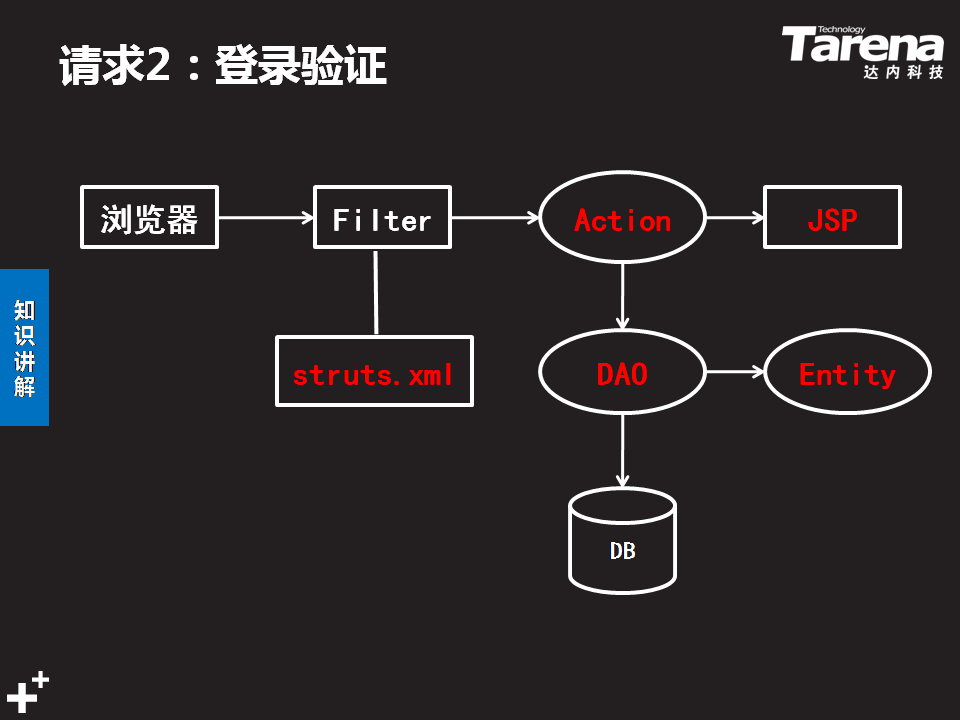 请求2：登录验证
Technology
Tarena
达内科技
浏览器
Filter
Action
JSP
struts.xml
DAO
Entity
DB
知识讲解